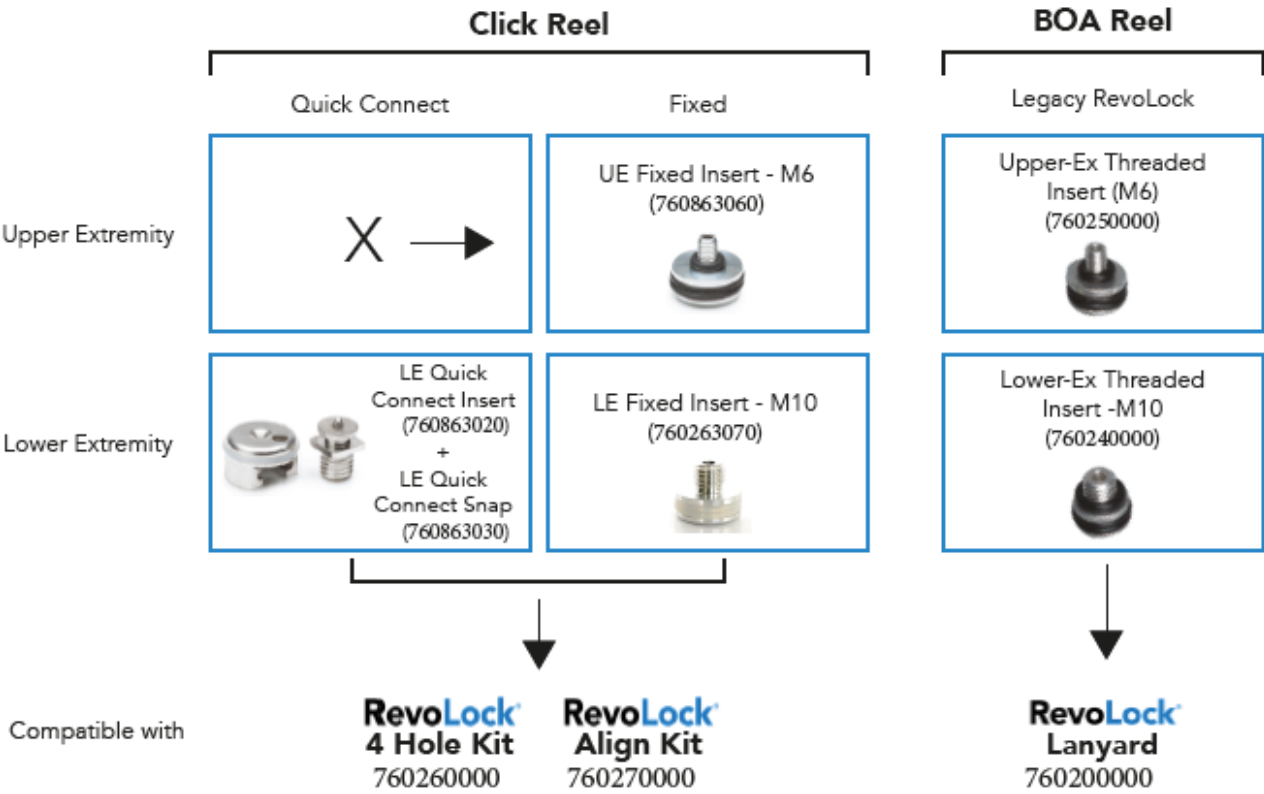 Click Reel
BOA Reel
Quick Connect
Fixed
Legacy RevoLock
Upper Extremity
X
UE Fixed Insert - M6
(760863060)
Upper-Ex Threaded
Insert (M6)
(760250000)
Lower Extremity
LE Quick
Connect Insert
(760863020)
+
LE Quick
Connect Snap
(760863030)
LE Fixed Insert - M10
(760263070)
Lower-Ex Threaded
Insert -M10
(760240000)
Compatible with
RevoLock®
4 Hole Kit
760260000
RevoLock®
Align Kit
760270000
RevoLock®
Lanyard
760200000